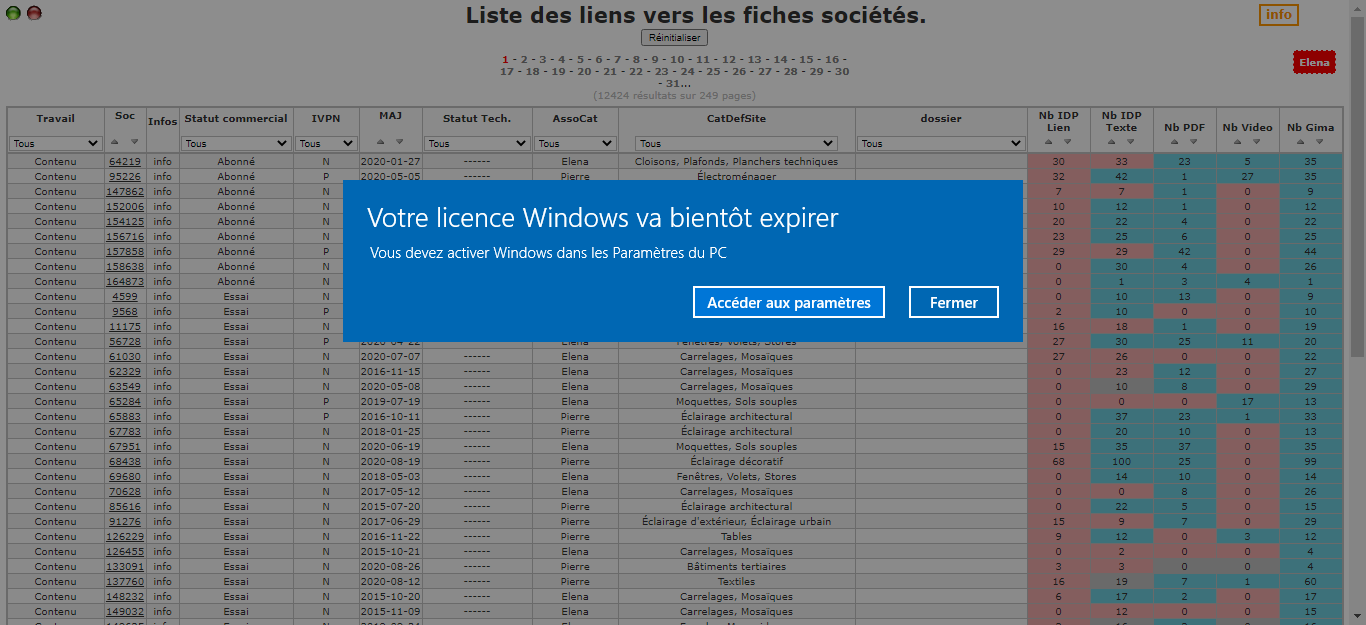 Liste des liens vers les fiches sociétés.
info
Réinitialiser
1 - 2 - 3 - 4 - 5 - 6 - 7 - 8 - 9 - 10 - 11 - 12 - 13 - 14 - 15 - 16 -
17 - 18 - 19 - 20 - 21 - 22 - 23 - 24 - 25 - 26 - 27 - 28 - 29 - 30
- 31...
Elena
(12424 résultats sur 249 pages)
Travail Soc Infos Statut commercial IVPN MAJ Statut Tech. AssoCat CatDefSite dossier Nb IDP Lien Nb IDP Texte Nb PDF Nb Video Nb Gima
Tous Tous Tous Tous Tous Tous Tous
Contenu 64219 info Abonné N 2020-01-27 ------ Elena Cloisons, Plafonds, Planchers techniques 30 33 23 5 35
Contenu 95226 info Abonné P 2020-05-05 ------ Pierre Électroménager 32 42 1 27 35
Contenu 147862 info Abonné N 7 7 1 0 9
Contenu 152006 info Abonné N 10 12 1 0 12
Contenu 154125 info Abonné N 20 22 4 0 22
Contenu 156716 info Abonné N 23 25 6 0 25
Contenu 157858 info Abonné P 29 29 42 0 44
Contenu 158638 info Abonné N 0 30 4 0 26
Contenu 164873 info Abonné N 0 1 3 4 1
Contenu 4599 info Essai N 0 10 13 0 9
Contenu 9568 info Essai P 2 10 0 0 10
Contenu 11175 info Essai N 16 18 1 0 19
Votre licence Windows va bientôt expirer
Vous devez activer Windows dans les Paramètres du PC
Accéder aux paramètres Fermer
Contenu 56728 info Essai P 2020-04-22 ------ Elena Fenêtres, Volets, Stores 27 30 25 11 20
Contenu 61030 info Essai N 2020-07-07 ------ Elena Carrelages, Mosaïques 27 26 0 0 22
Contenu 62329 info Essai N 2016-11-15 ------ Elena Carrelages, Mosaïques 0 23 12 0 27
Contenu 63549 info Essai N 2020-05-08 ------ Elena Carrelages, Mosaïques 0 10 8 0 29
Contenu 65284 info Essai P 2019-07-19 ------ Elena Moquettes, Sols souples 0 0 0 17 13
Contenu 65883 info Essai P 2016-10-11 ------ Pierre Éclairage architectural 0 37 23 1 33
Contenu 67783 info Essai N 2018-01-25 ------ Pierre Éclairage architectural 0 20 10 0 13
Contenu 67951 info Essai N 2020-06-19 ------ Elena Moquettes, Sols souples 15 35 37 0 35
Contenu 68438 info Essai N 2020-08-19 ------ Pierre Éclairage décoratif 68 100 25 0 99
Contenu 69680 info Essai N 2018-05-03 ------ Elena Fenêtres, Volets, Stores 0 14 10 0 14
Contenu 70628 info Essai N 2017-05-12 ------ Elena Carrelages, Mosaïques 0 0 8 0 26
Contenu 85616 info Essai N 2015-07-20 ------ Pierre Éclairage architectural 0 22 5 0 15
Contenu 91276 info Essai N 2017-06-29 ------ Pierre Éclairage d'extérieur, Éclairage urbain 15 9 7 0 29
Contenu 126229 info Essai N 2016-11-22 ------ Pierre Tables 9 12 0 3 12
Contenu 126455 info Essai N 2015-10-21 ------ Elena Carrelages, Mosaïques 0 2 0 0 4
Contenu 133091 info Essai N 2020-08-26 ------ Pierre Bâtiments tertiaires 3 3 0 0 4
Contenu 137760 info Essai N 2020-08-12 ------ Pierre Textiles 16 19 7 1 60
Contenu 148232 info Essai N 2015-10-20 ------ Elena Carrelages, Mosaïques 6 17 2 0 17
Contenu 149032 info Essai N 2015-11-09 ------ Elena Carrelages, Mosaïques 0 12 0 0 15